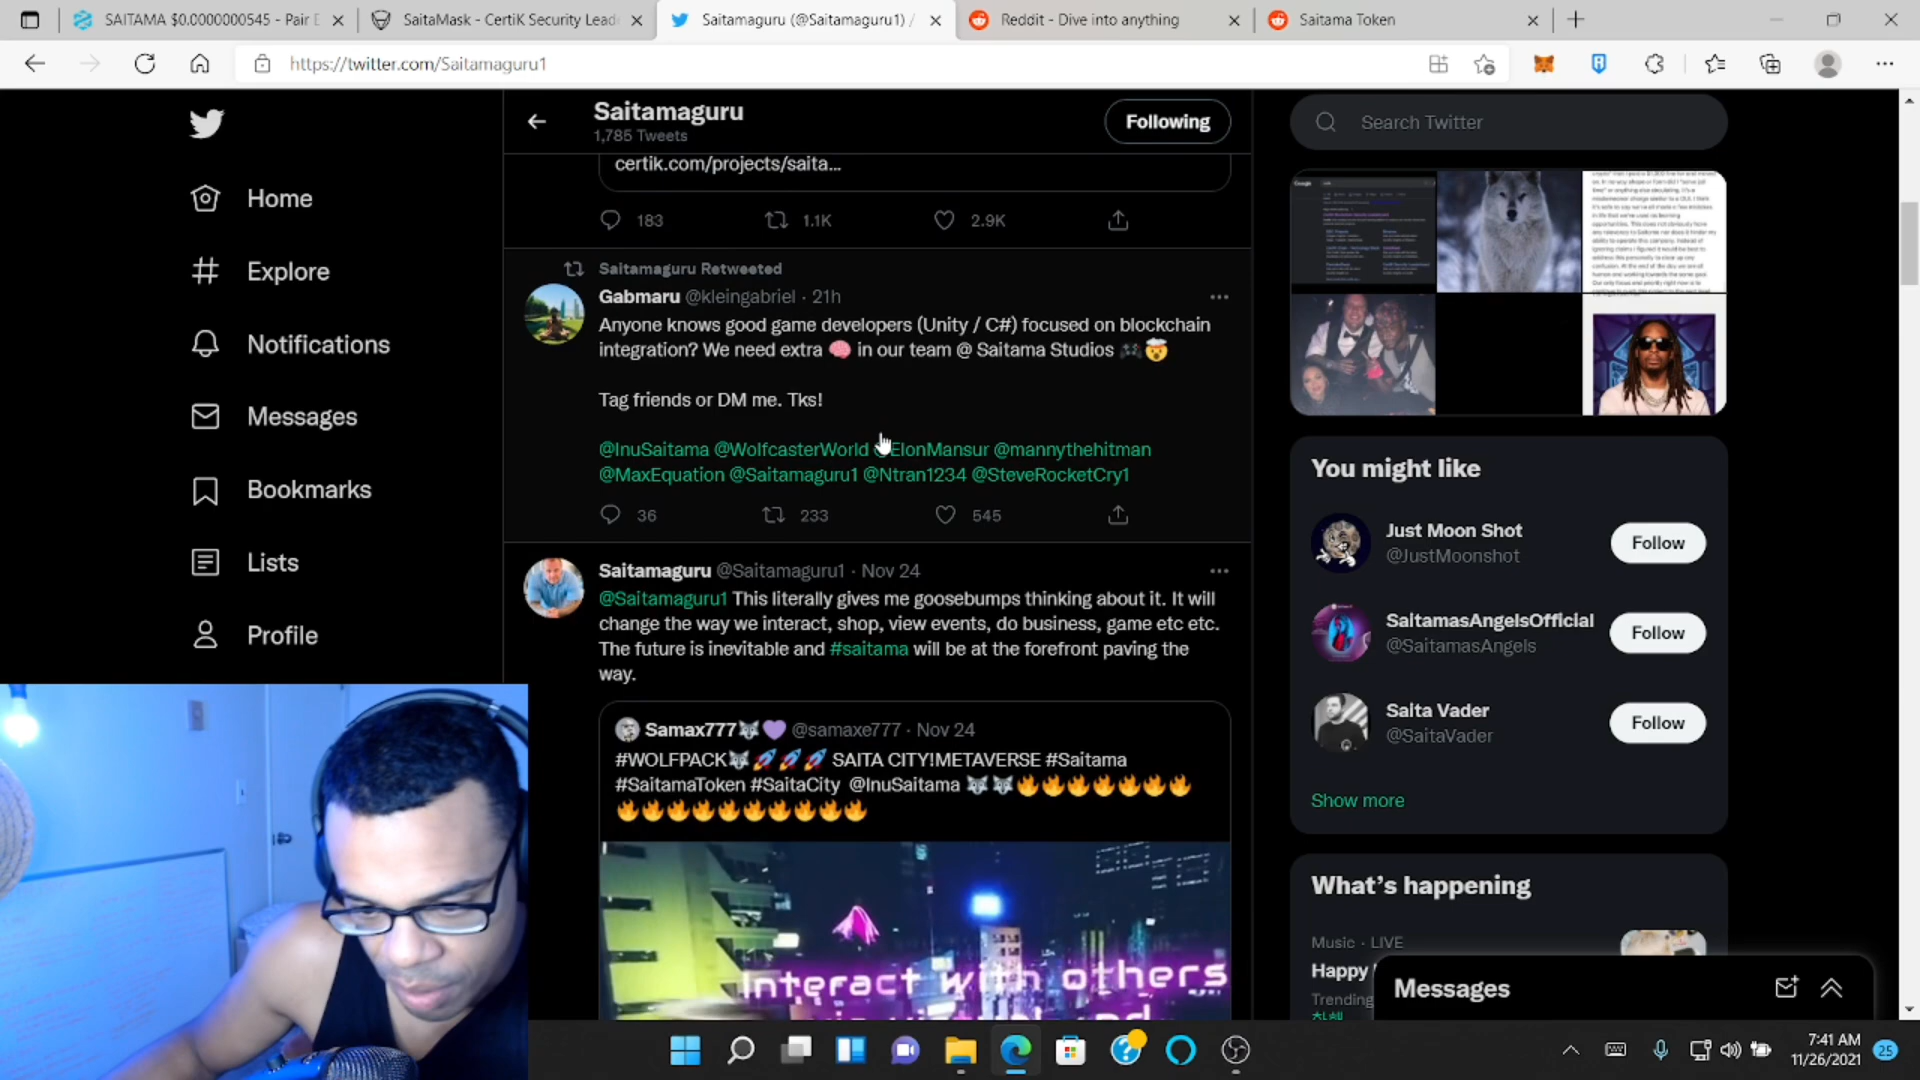 SAITAMA $0.0000000545 - Pair E
SaitaMask - CertiK Security Lead
Saitamaguru (@Saitamaguru1) /
Reddit - Dive into anything
Saitama Token
https://twitter.com/Saitamaguru1
Saitamaguru
1,785 Tweets
Following
Search Twitter
Home
Explore
Notifications
Messages
Bookmarks
Lists
Profile
certik.com/projects/saita...
183 1.1K 2.9K
Saitamaguru Retweeted
Gabmaru @kleingabriel · 21h
Anyone knows good game developers (Unity / C#) focused on blockchain
integration? We need extra 🧠 in our team @ Saitama Studios 🎮🤯
Tag friends or DM me. Tks!
@InuSaitama @WolfcasterWorld @ElonMansur @mannythehitman
@MaxEquation @Saitamaguru1 @Ntran1234 @SteveRocketCry1
36 233 545
Saitamaguru @Saitamaguru1 · Nov 24
@Saitamaguru1 This literally gives me goosebumps thinking about it. It will
change the way we interact, shop, view events, do business, game etc etc.
The future is inevitable and #saitama will be at the forefront paving the
way.
Samax777🐺💜 @samaxe777 · Nov 24
#WOLFPACK🐺🚀🚀🚀 SAITA CITY!METAVERSE #Saitama
#SaitamaToken #SaitaCity @InuSaitama 🐺🐺🔥🔥🔥🔥🔥🔥🔥
🔥🔥🔥🔥🔥🔥🔥🔥🔥🔥
Interact with others
You might like
Just Moon Shot
@JustMoonshot
Follow
SaitamasAngelsOfficial
@SaitamasAngels
Follow
Saita Vader
@SaitaVader
Follow
Show more
What's happening
Music · LIVE
Happy
Trending
Messages
7:41 AM
11/26/2021
25